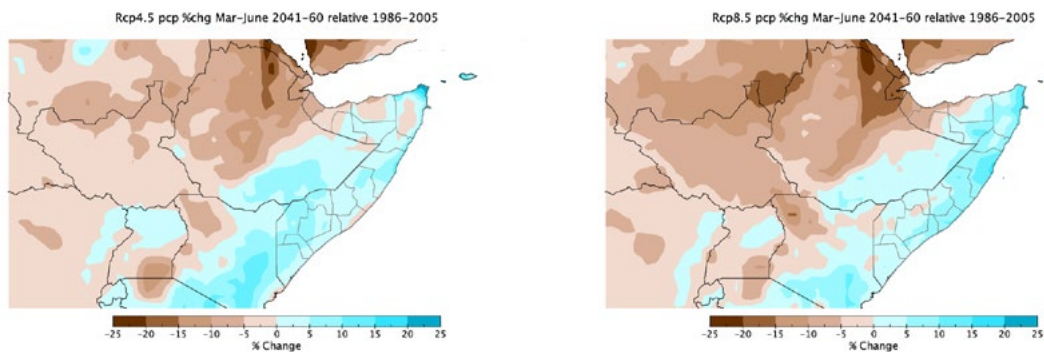 Rcp4.5 pcp %chg Mar-June 2041-60 relative 1986-2005
-25 -20 -15 -10 -5 0 5 10 15 20 25
% Change
Rcp8.5 pcp %chg Mar-June 2041-60 relative 1986-2005
-25 -20 -15 -10 -5 0 5 10 15 20 25
% Change